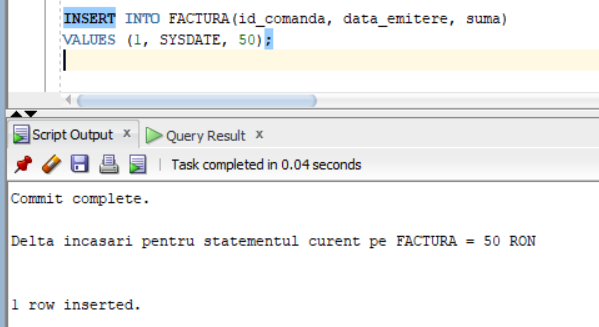 INSERT INTO FACTURA(id_comanda, data_emitere, suma)
VALUES (1, SYSDATE, 50);
Script Output x Query Result x
Task completed in 0.04 seconds
Commit complete.
Delta incasari pentru statementul curent pe FACTURA = 50 RON
1 row inserted.